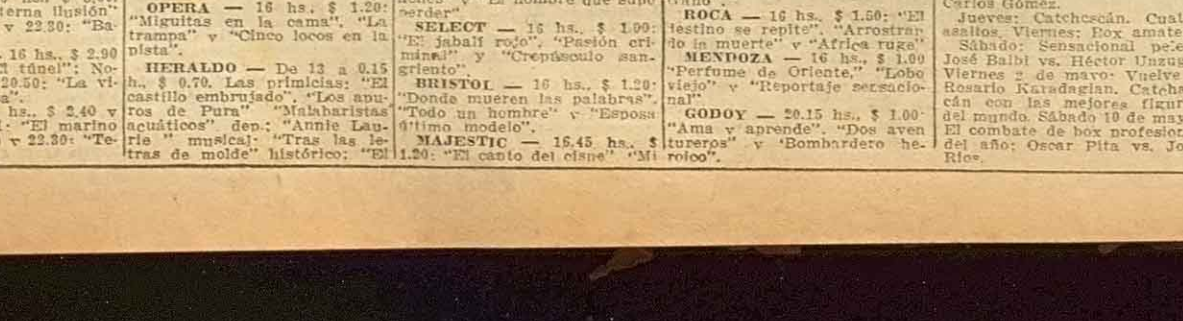 terna ilusión"
v 22.30: "Ba-
16 hs., $ 2.90
túnel"; No-
20.50: "La vi-
hs., $ 2.40 v
: "El marino
v 22.30: "Te-
OPERA — 16 hs. $ 1.20:
"Miguitas en la cama". "La
trampa" v "Cinco locos en la
pista".
HERALDO — De 13 a 0.15
h., $ 0.70. Las primicias: "El
castillo embrujado". "Los apu-
ros de Pura" "Malabaristas
acuáticos" dep.: "Annie Lau-
rie musical: "Tras las le-
tras de molde" histórico: "El
perder"
SELECT — 16 hs., $ 1.00:
"El jabalí rojo". "Pasión cri-
minal" y "Crepúsculo san-
griento"
BRISTOL — 16 hs., $ 1.20:
"Donde mueren las palabras".
"Todo un hombre" v "Esposa
último modelo".
MAJESTIC — 16.45 hs., $
1.20: "El canto del cisne" "Mi
ROCA — 16 hs., $ 1.50: "El
destino se repite". "Arrostrar
do la muerte" v "Africa ruge"
MENDOZA — 16 hs., $ 1.00
"Perfume de Oriente," "Lobo
viejo" v "Reportaje sensacio-
nal"
GODOY — 20.15 hs., $ 1.00
"Ama v aprende". "Dos aven
tureros" v 'Bombardero he-
roico".
Carlos Gómez.
Jueves: Catchescán. Cuat
asaltos. Viernes: Box amate
Sábado: Sensacional pele
José Balbi vs. Héctor Unzug
Viernes 2 de mayo: Vuelve
Rosario Karadagian. Catcha
cán con las mejores figur
del mundo. Sábado 10 de may
El combate de box profesior
del año: Oscar Pita vs. Jo
Ríos.